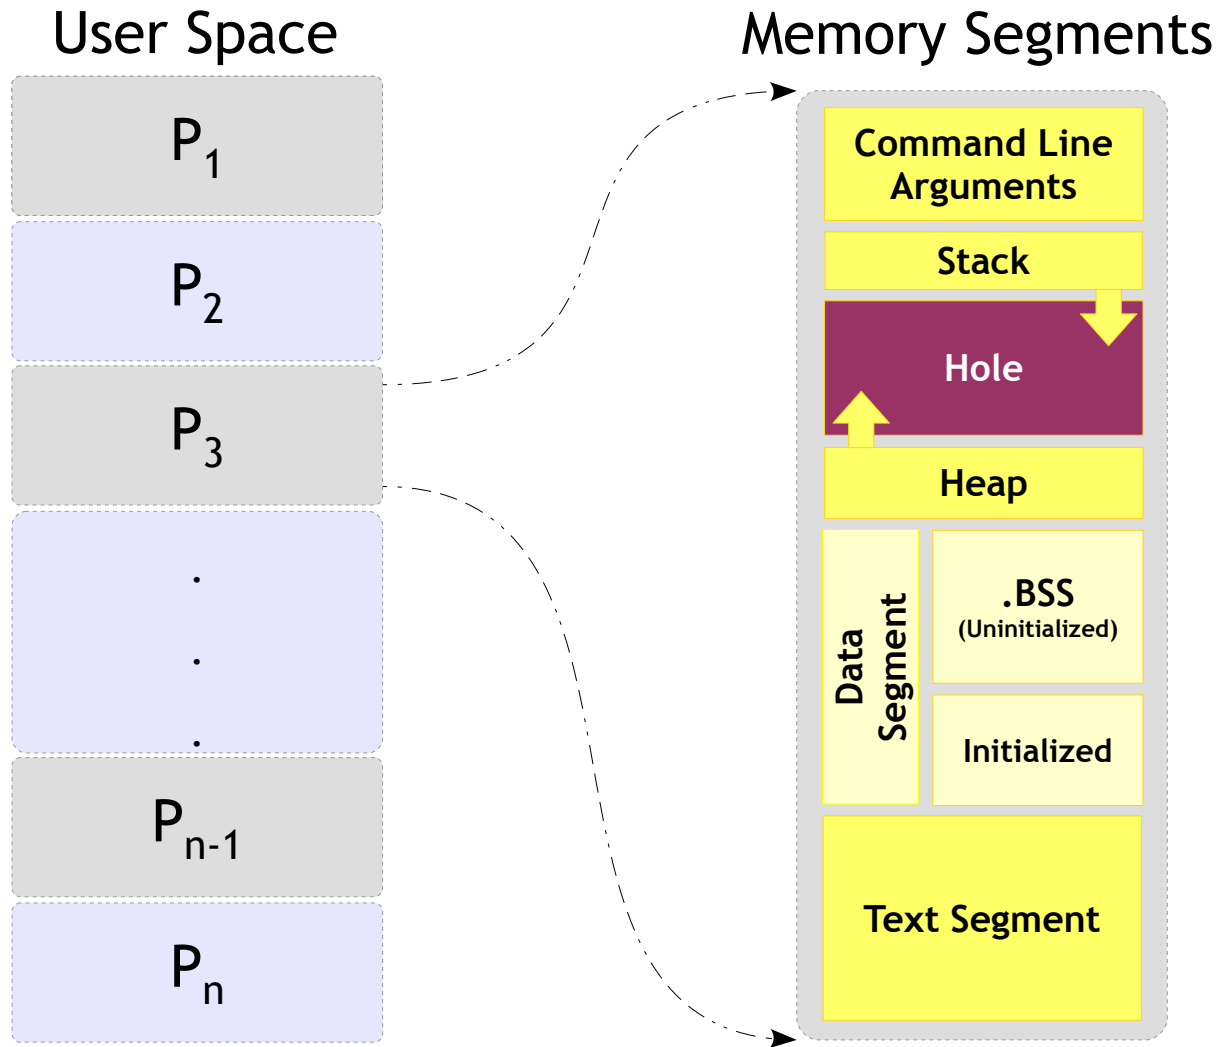 User Space
P1
P2
P3
.
.
.
Pn-1
Pn
Memory Segments
Command Line
Arguments
Stack
Hole
Heap
Data
Segment
.BSS
(Uninitialized)
Initialized
Text Segment